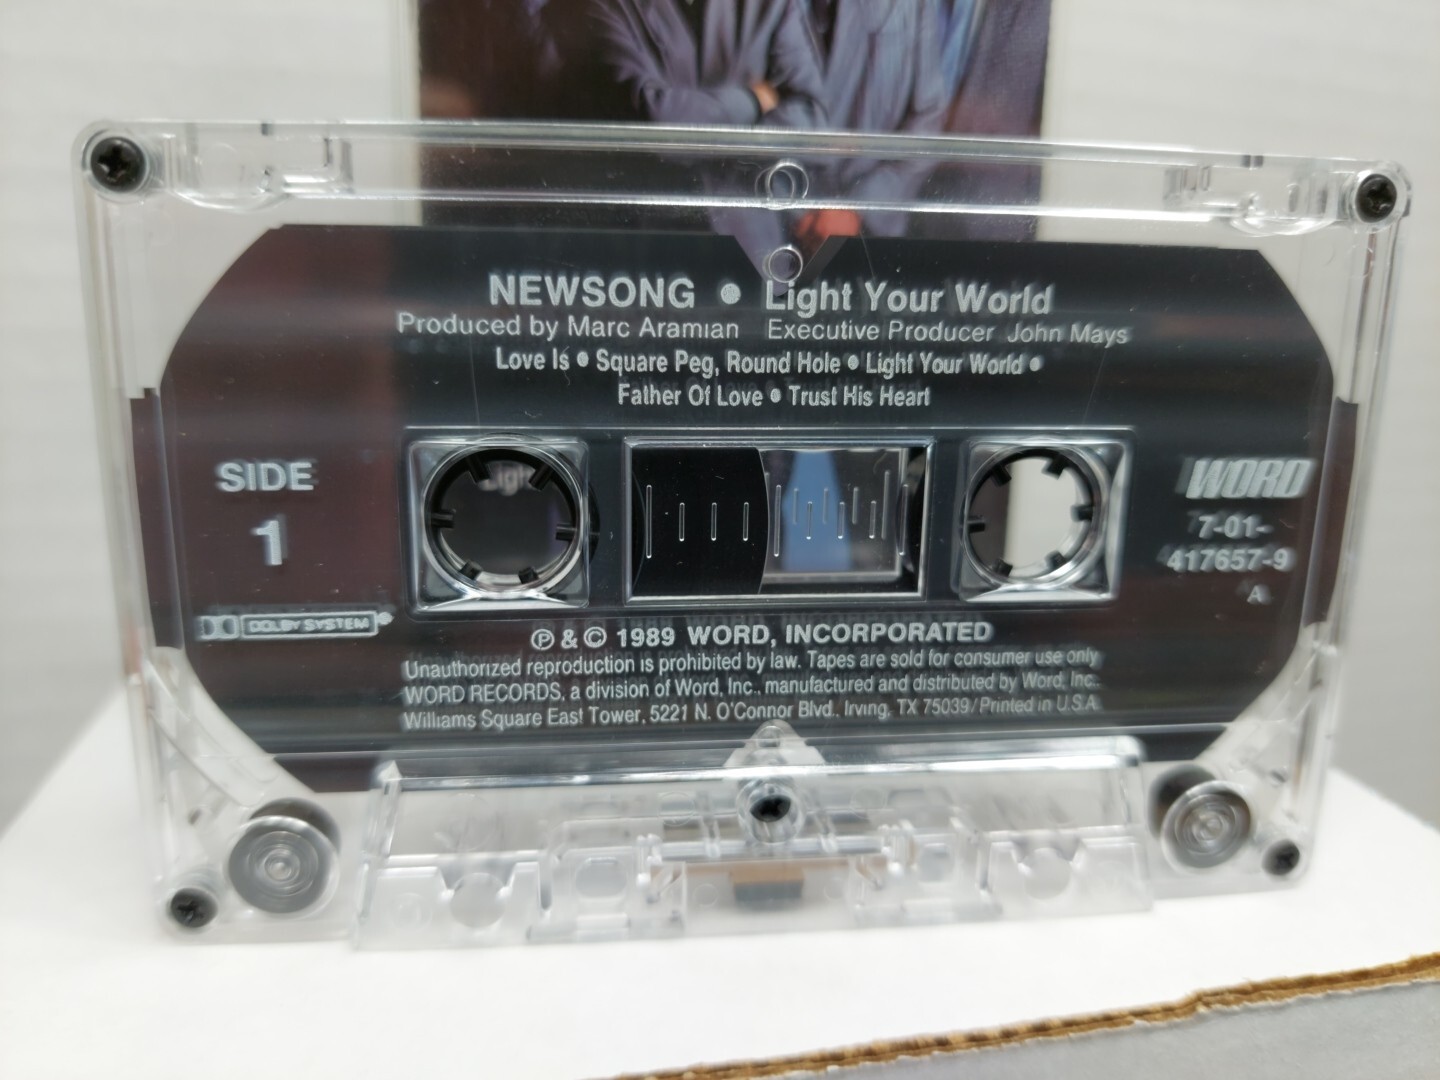 NEWSONG • Light Your World
Produced by Marc Aramian Executive Producer John Mays
Love Is • Square Peg, Round Hole • Light Your World •
Father Of Love • Trust His Heart
SIDE
1
DOLBY SYSTEM®
WORD
7-01-
417657-9
A
℗ & © 1989 WORD, INCORPORATED
Unauthorized reproduction is prohibited by law. Tapes are sold for consumer use only
WORD RECORDS, a division of Word, Inc., manufactured and distributed by Word, Inc.
Williams Square East Tower, 5221 N. O'Connor Blvd., Irving, TX 75039/Printed in U.S.A.